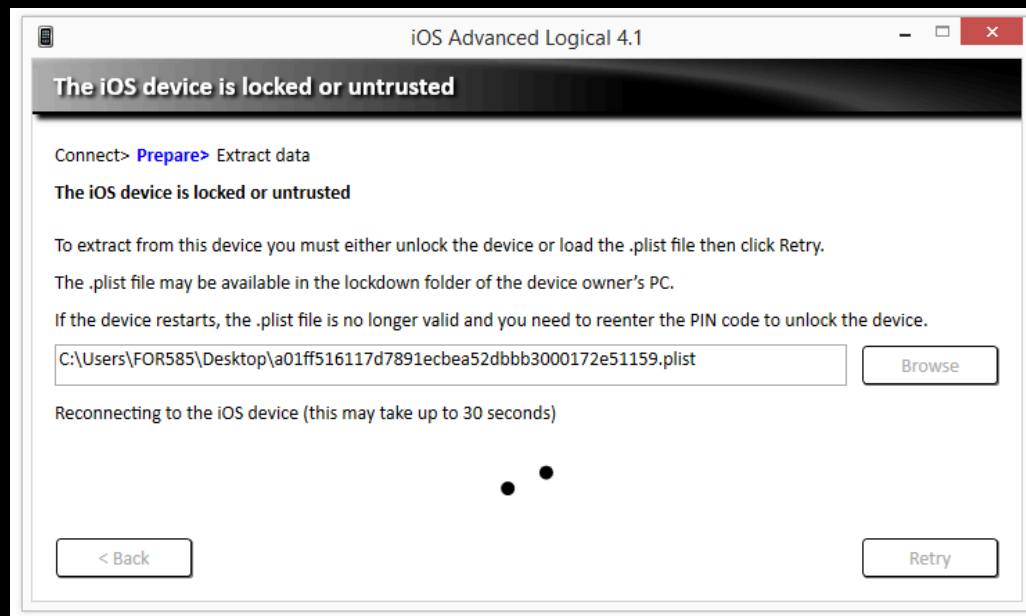 iOS Advanced Logical 4.1
The iOS device is locked or untrusted
Connect> Prepare> Extract data
The iOS device is locked or untrusted
To extract from this device you must either unlock the device or load the .plist file then click Retry.
The .plist file may be available in the lockdown folder of the device owner's PC.
If the device restarts, the .plist file is no longer valid and you need to reenter the PIN code to unlock the device.
C:\Users\FOR585\Desktop\a01ff516117d7891ecbea52dbbb3000172e51159.plist
Browse
Reconnecting to the iOS device (this may take up to 30 seconds)
< Back
Retry